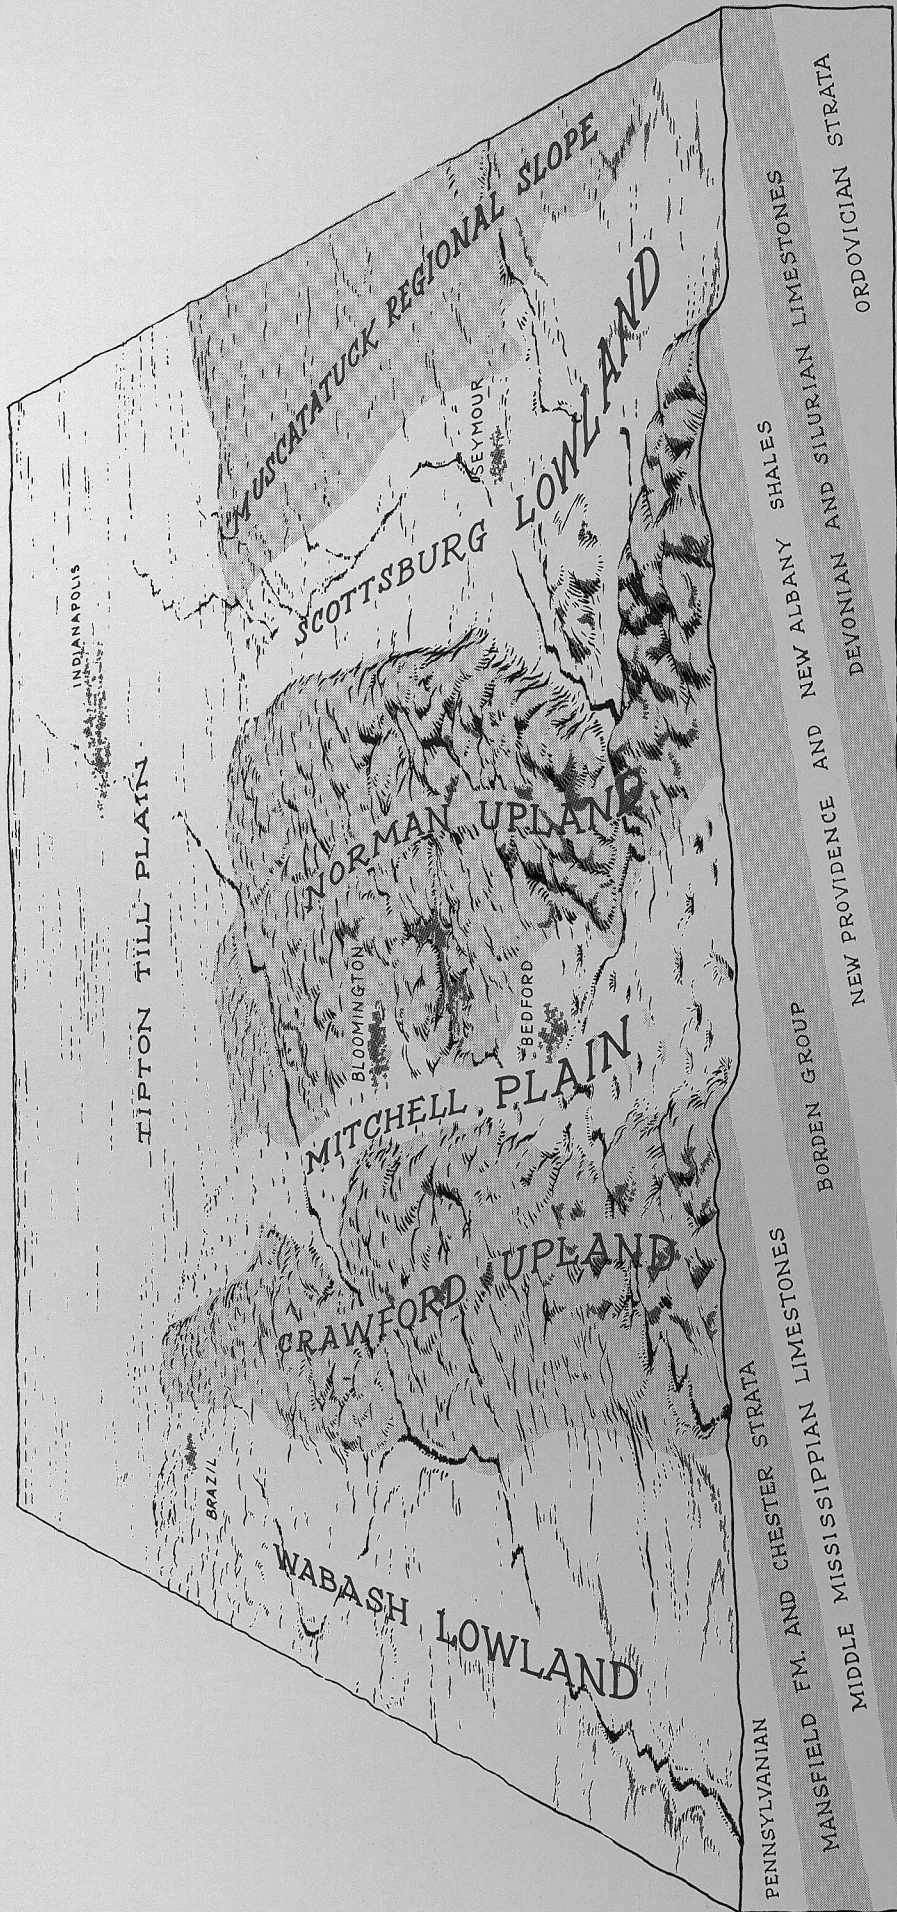 INDIANAPOLIS
TIPTON TILL PLAIN
BRAZIL
WABASH LOWLAND
CRAWFORD UPLAND
MITCHELL PLAIN
BLOOMINGTON
BEDFORD
NORMAN UPLAND
SCOTTSBURG LOWLAND
SEYMOUR
MUSCATATUCK REGIONAL SLOPE
PENNSYLVANIAN
MANSFIELD FM. AND CHESTER STRATA
MIDDLE MISSISSIPPIAN LIMESTONES
BORDEN GROUP
NEW PROVIDENCE AND NEW ALBANY SHALES
DEVONIAN AND SILURIAN LIMESTONES
ORDOVICIAN STRATA